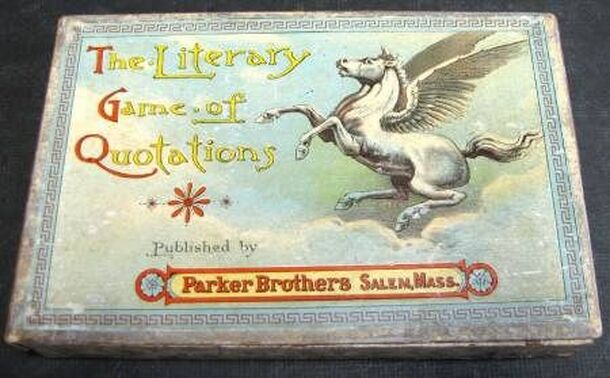 The Literary
Game of
Quotations
Published by
Parker Brothers Salem, Mass.